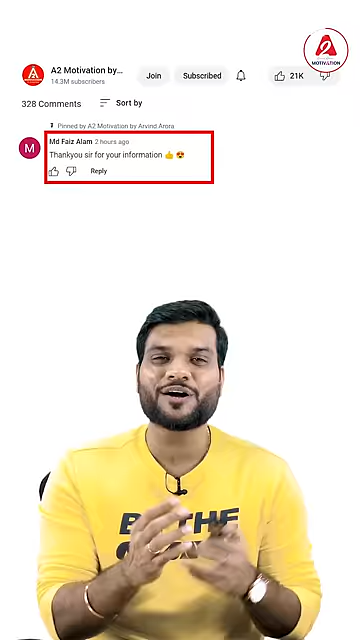 MOTIVATION
A2 Motivation by...
14.3M subscribers
Join
Subscribed
21K
328 Comments
Sort by
Pinned by A2 Motivation by Arvind Arora
M
Md Faiz Alam 2 hours ago
Thankyou sir for your information 👍 😍
Reply
BE THE